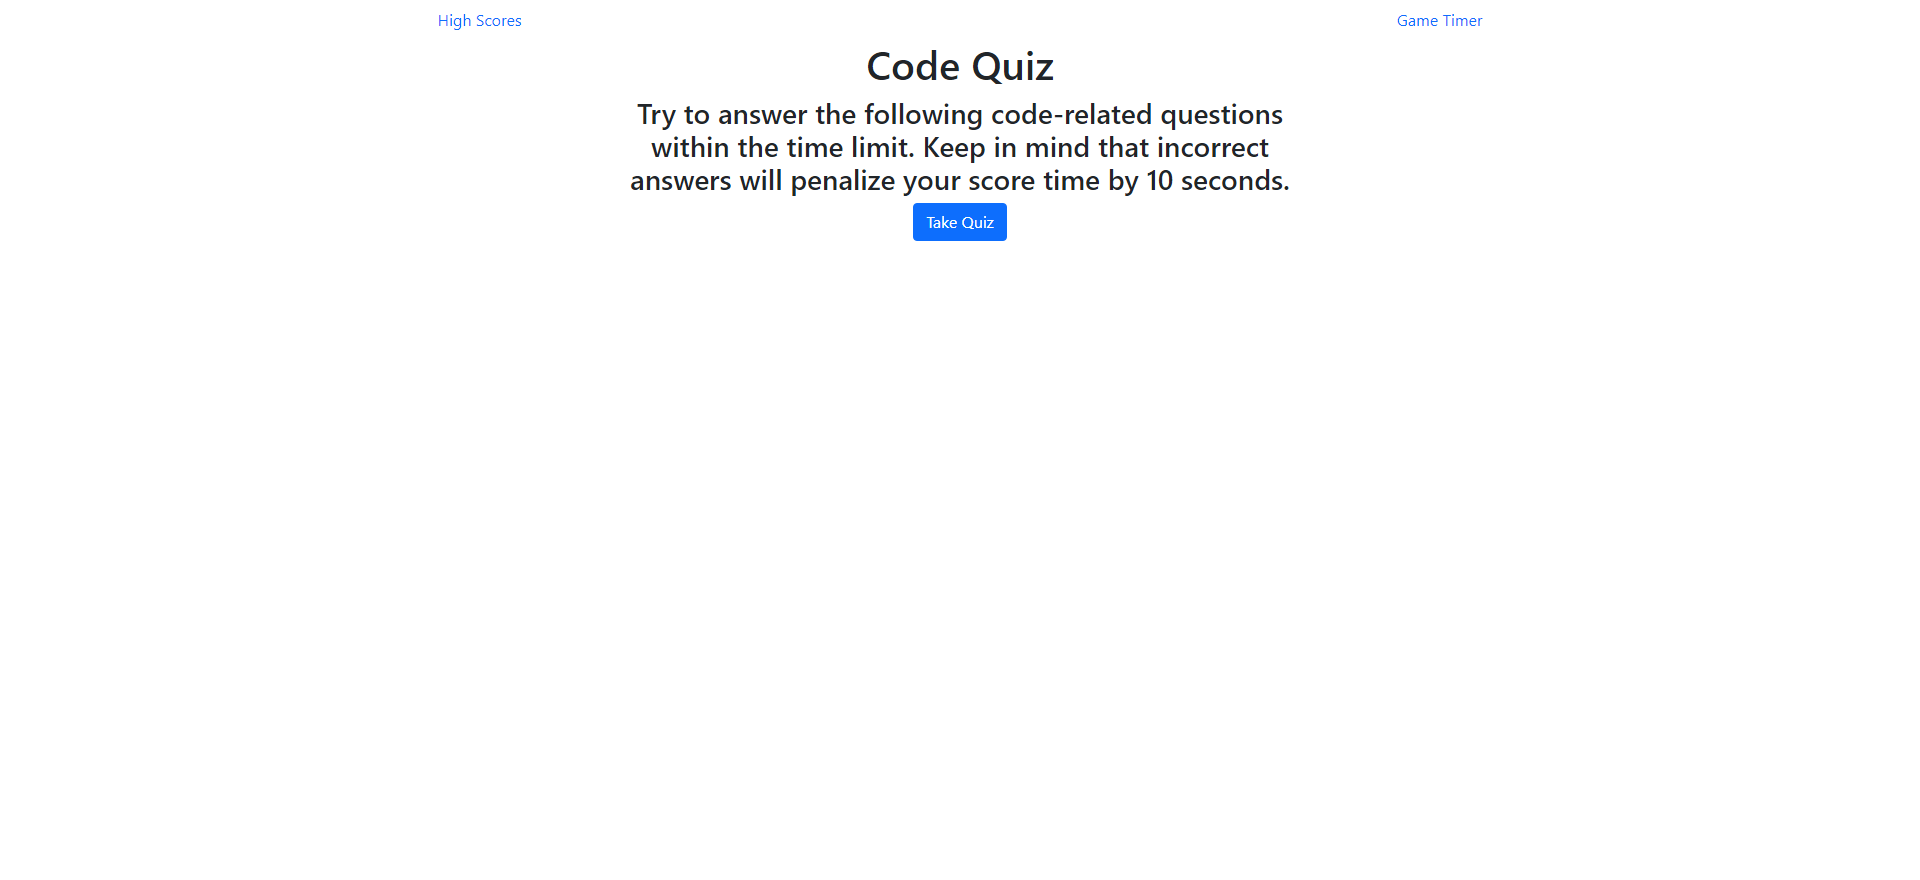 High Scores
Game Timer
Code Quiz
Try to answer the following code-related questions
within the time limit. Keep in mind that incorrect
answers will penalize your score time by 10 seconds.
Take Quiz